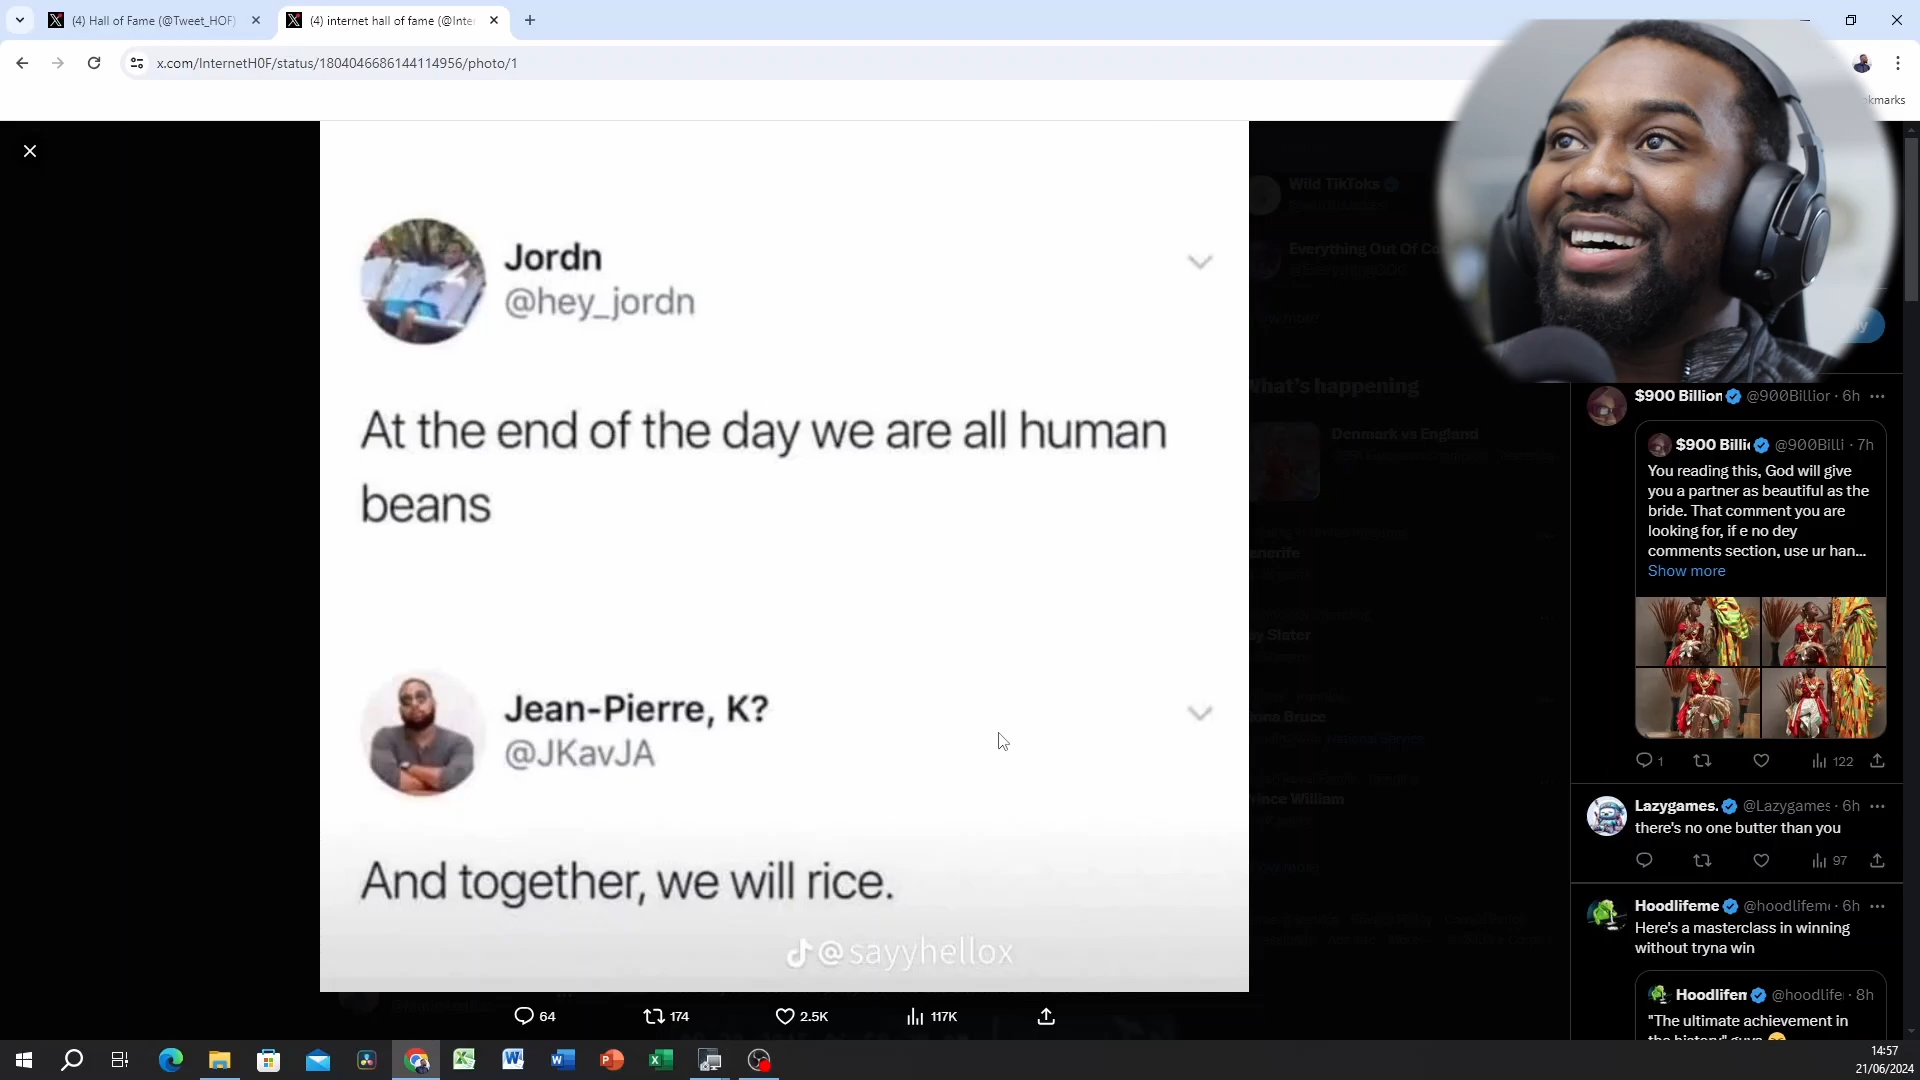 (4) Hall of Fame (@Tweet_HOF)
(4) internet hall of fame (@Inte
x.com/InternetH0F/status/1804046686144114956/photo/1
kmarks
Jordn
@hey_jordn
At the end of the day we are all human
beans
Jean-Pierre, K?
@JKavJA
And together, we will rice.
@sayyhellox
64
174
2.5K
117K
Wild TikToks
Everything Out Of Co
What's happening
Denmark vs England
enerife
y Slater
iona Bruce
ince William
$900 Billion @900Billior · 6h
$900 Billi @900Billi · 7h
You reading this, God will give
you a partner as beautiful as the
bride. That comment you are
looking for, if e no dey
comments section, use ur han...
Show more
1
122
Lazygames. @Lazygames · 6h
there's no one butter than you
97
Hoodlifeme @hoodlifem · 6h
Here's a masterclass in winning
without tryna win
Hoodlifem @hoodlife · 8h
"The ultimate achievement in
14:57
21/06/2024